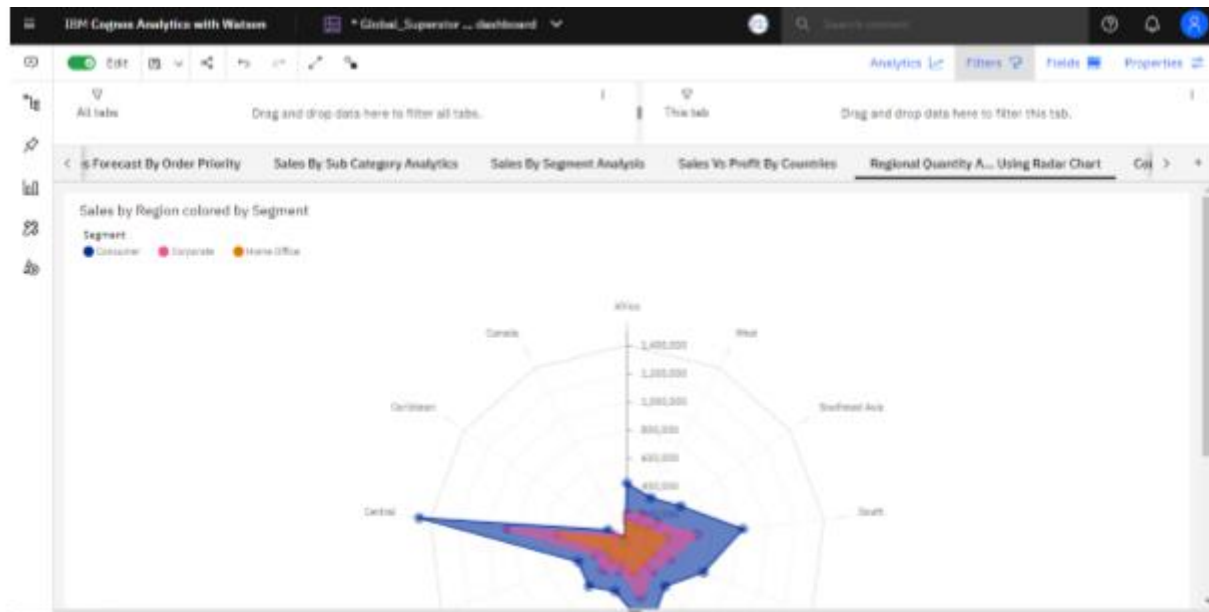 IBM Cognos Analytics with Watson
* Global_Superstor ... dashboard
Search content
Edit
Analytics
Filters
Fields
Properties
All tabs
Drag and drop data here to filter all tabs.
This tab
Drag and drop data here to filter this tab.
s Forecast By Order Priority
Sales By Sub Category Analytics
Sales By Segment Analysis
Sales Vs Profit By Countries
Regional Quantity A... Using Radar Chart
Sales by Region colored by Segment
Segment
Consumer
Corporate
Home Office
Africa
Canada
West
1,400,000
1,200,000
Caribbean
1,000,000
Southeast Asia
800,000
600,000
400,000
Central
South